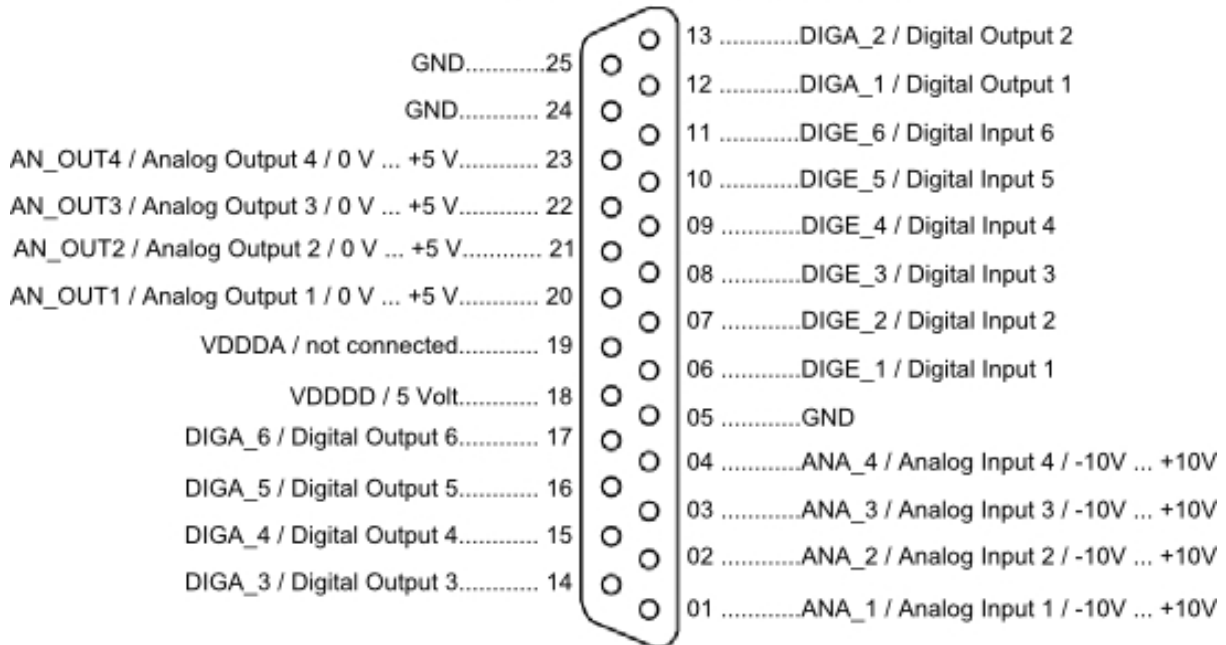 GND............25
GND............ 24
AN_OUT4 / Analog Output 4 / 0 V ... +5 V............ 23
AN_OUT3 / Analog Output 3 / 0 V ... +5 V............ 22
AN_OUT2 / Analog Output 2 / 0 V ... +5 V............ 21
AN_OUT1 / Analog Output 1 / 0 V ... +5 V............ 20
VDDDA / not connected............ 19
VDDDD / 5 Volt............ 18
DIGA_6 / Digital Output 6............ 17
DIGA_5 / Digital Output 5............ 16
DIGA_4 / Digital Output 4............ 15
DIGA_3 / Digital Output 3............ 14
13 ............DIGA_2 / Digital Output 2
12 ............DIGA_1 / Digital Output 1
11 ............DIGE_6 / Digital Input 6
10 ............DIGE_5 / Digital Input 5
09 ............DIGE_4 / Digital Input 4
08 ............DIGE_3 / Digital Input 3
07 ............DIGE_2 / Digital Input 2
06 ............DIGE_1 / Digital Input 1
05 ............GND
04 ............ANA_4 / Analog Input 4 / -10V ... +10V
03 ............ANA_3 / Analog Input 3 / -10V ... +10V
02 ............ANA_2 / Analog Input 2 / -10V ... +10V
01 ............ANA_1 / Analog Input 1 / -10V ... +10V